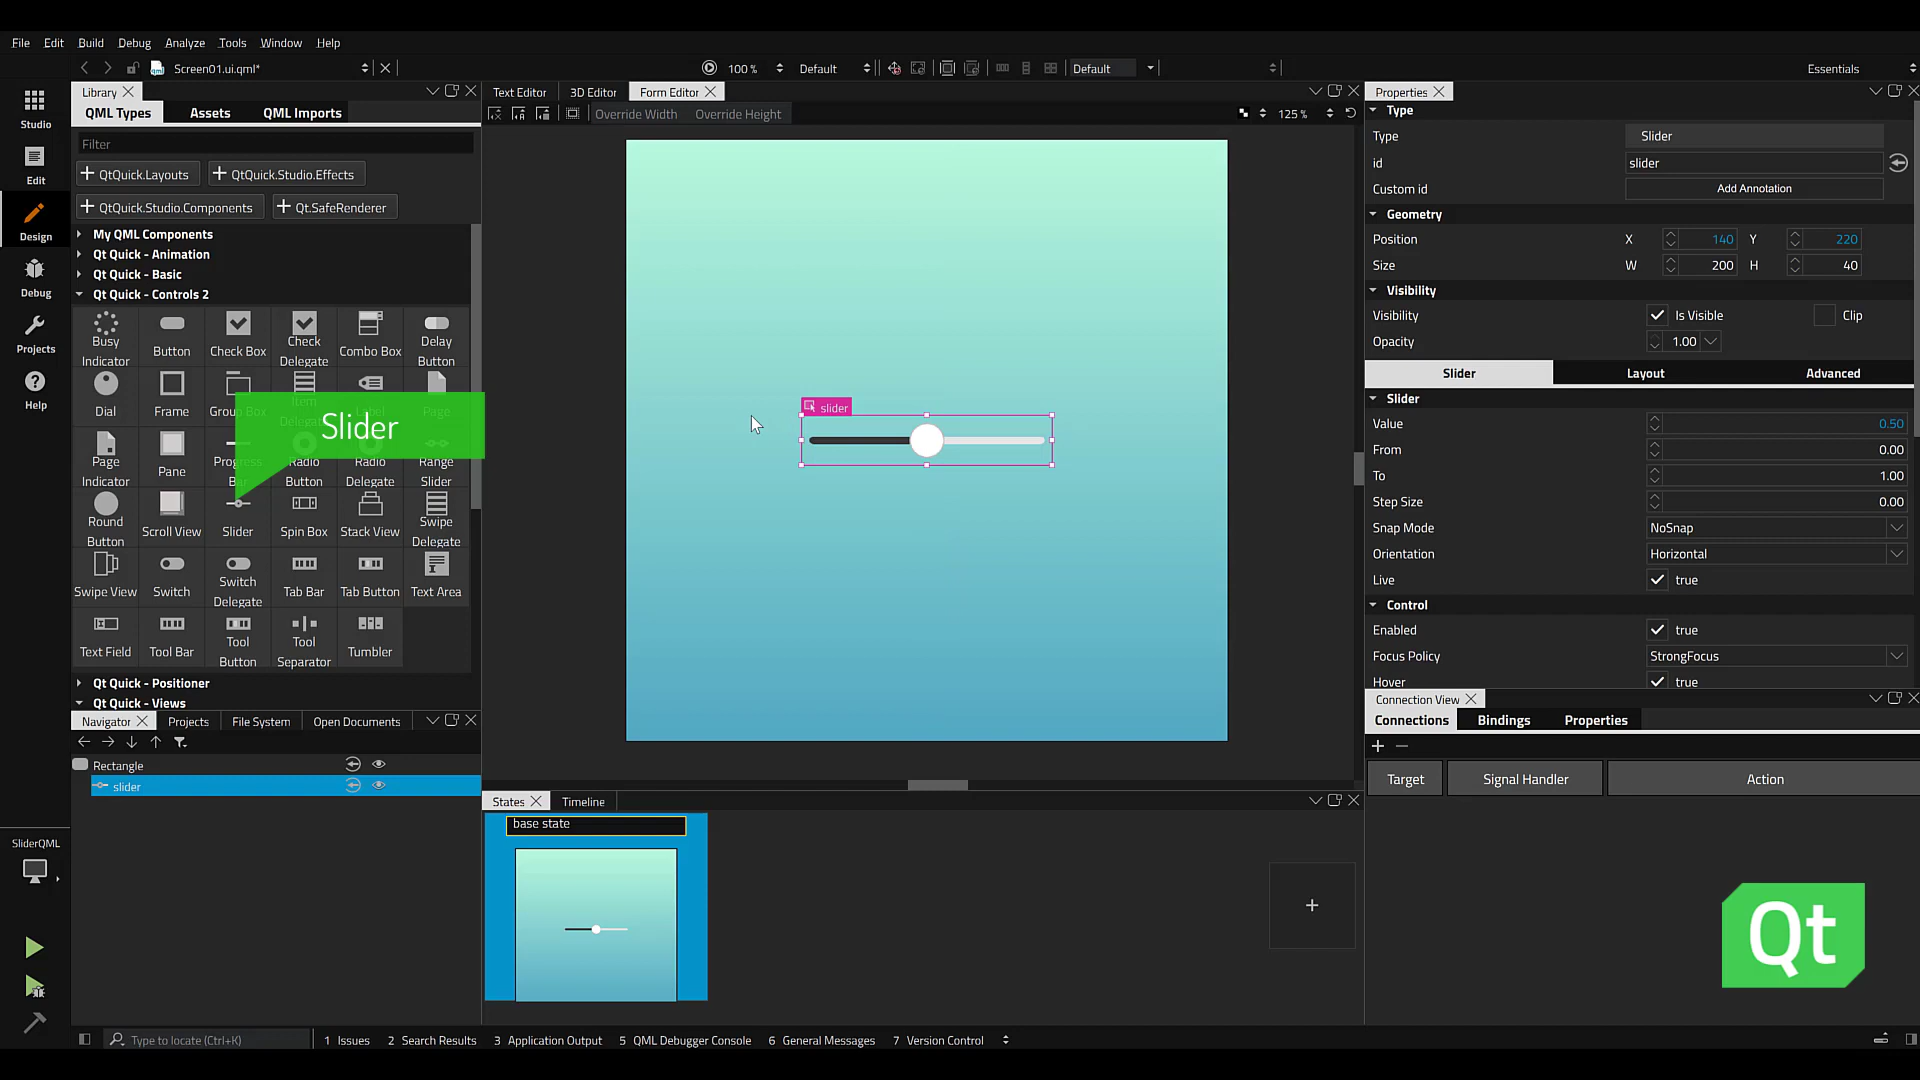 File Edit Build Debug Analyze Tools Window Help
Screen01.ui.qml* 100 % Default Default Essentials
Library Text Editor 3D Editor Form Editor Properties
QML Types Assets QML Imports Override Width Override Height 125 %
Filter
+ QtQuick.Layouts + QtQuick.Studio.Effects
+ QtQuick.Studio.Components + Qt.SafeRenderer
My QML Components
Qt Quick - Animation
Qt Quick - Basic
Qt Quick - Controls 2
Busy Indicator Button Check Box Check Delegate Combo Box Delay Button
Dial Frame Group Box Item Delegate Label Page
Page Indicator Pane Progress Bar Radio Button Radio Delegate Range Slider
Round Button Scroll View Slider Spin Box Stack View Swipe Delegate
Swipe View Switch Switch Delegate Tab Bar Tab Button Text Area
Text Field Tool Bar Tool Button Tool Separator Tumbler
Qt Quick - Positioner
Qt Quick - Views
Slider
Studio
Edit
Design
Debug
Projects
Help
SliderQML
Navigator Projects File System Open Documents
Rectangle
slider
slider
States Timeline
base state
+
Type
Type Slider
id slider
Custom id Add Annotation
Geometry
Position X 140 Y 220
Size W 200 H 40
Visibility
Visibility Is Visible Clip
Opacity 1.00
Slider Layout Advanced
Slider
Value 0.50
From 0.00
To 1.00
Step Size 0.00
Snap Mode NoSnap
Orientation Horizontal
Live true
Control
Enabled true
Focus Policy StrongFocus
Hover true
Connection View
Connections Bindings Properties
+ −
Target Signal Handler Action
Qt
Type to locate (Ctrl+K) 1 Issues 2 Search Results 3 Application Output 5 QML Debugger Console 6 General Messages 7 Version Control